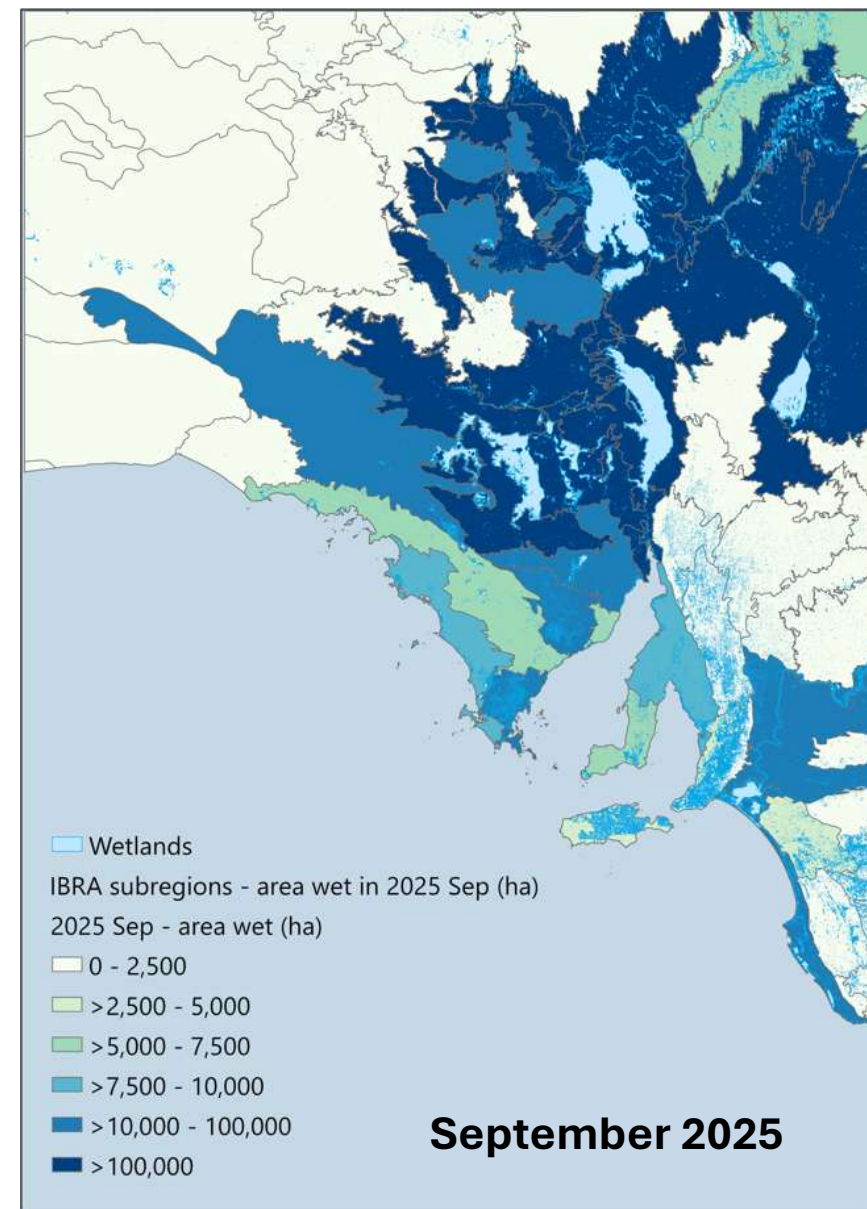 Wetlands
IBRA subregions - area wet in 2025 Sep (ha)
2025 Sep - area wet (ha)
0 - 2,500
>2,500 - 5,000
>5,000 - 7,500
>7,500 - 10,000
>10,000 - 100,000
>100,000
September 2025